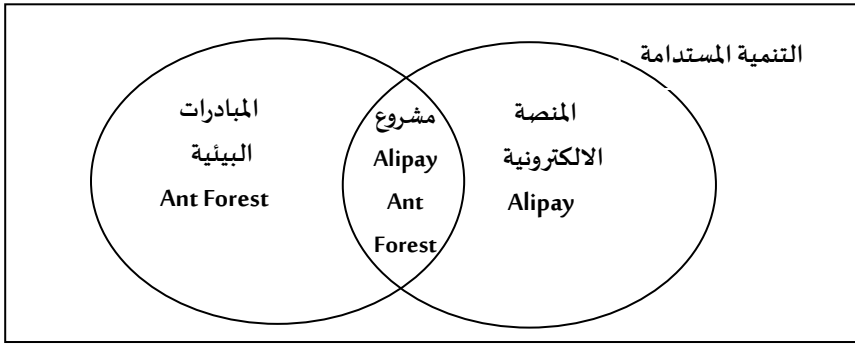 التنمية المستدامة
المنصة
الالكترونية
Alipay
مشروع
Alipay
Ant
Forest
المبادرات
البيئية
Ant Forest